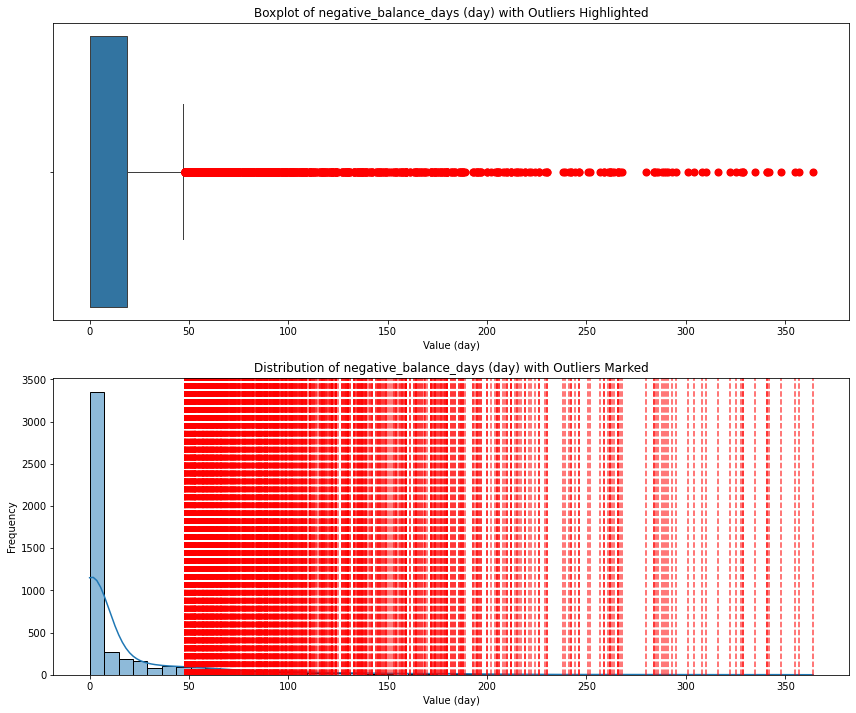 Boxplot of negative_balance_days (day) with Outliers Highlighted
0 50 100 150 200 250 300 350
Value (day)
Distribution of negative_balance_days (day) with Outliers Marked
3500
3000
2500
2000
1500
1000
500
0
Frequency
0 50 100 150 200 250 300 350
Value (day)